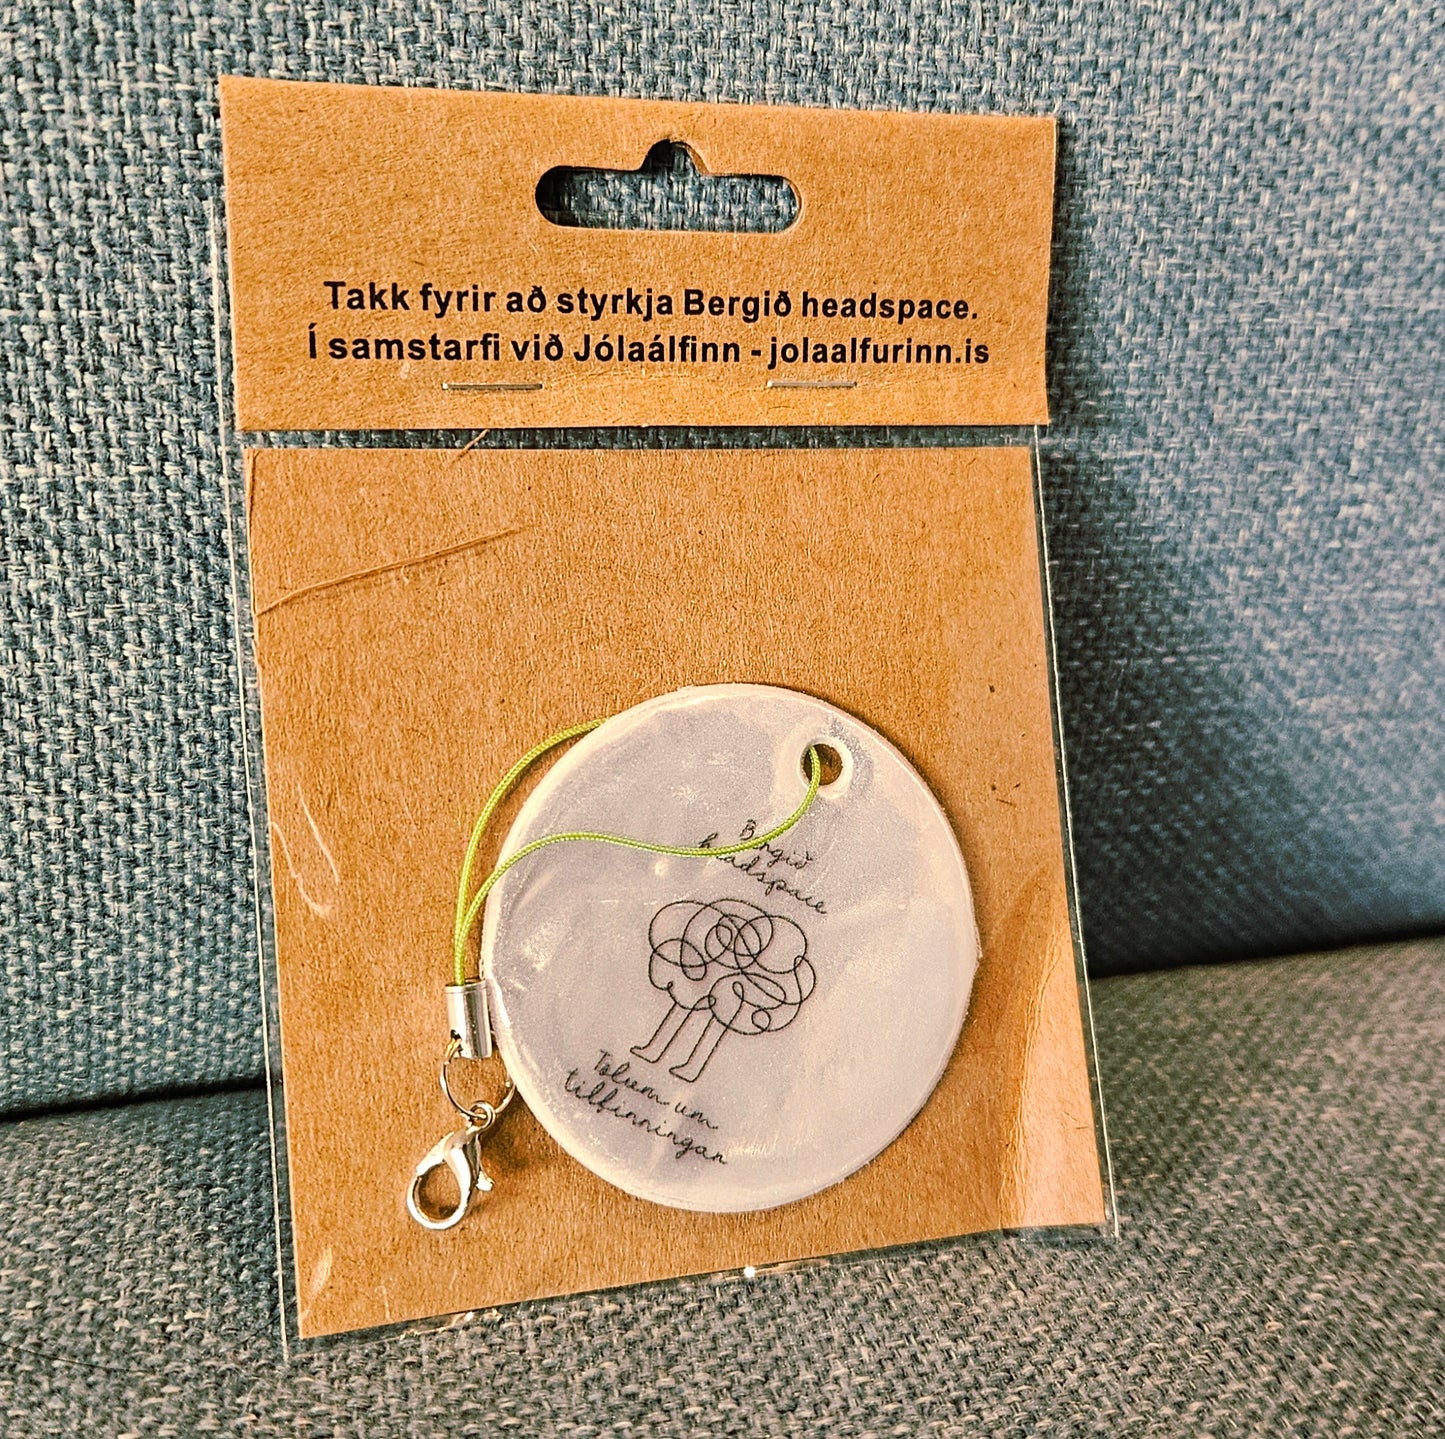 Takk fyrir að styrkja Bergið headspace.
Í samstarfi við Jólaálfinn - jolaalfurinn.is
Bergið
headspace
Tölum um
tilfinningar